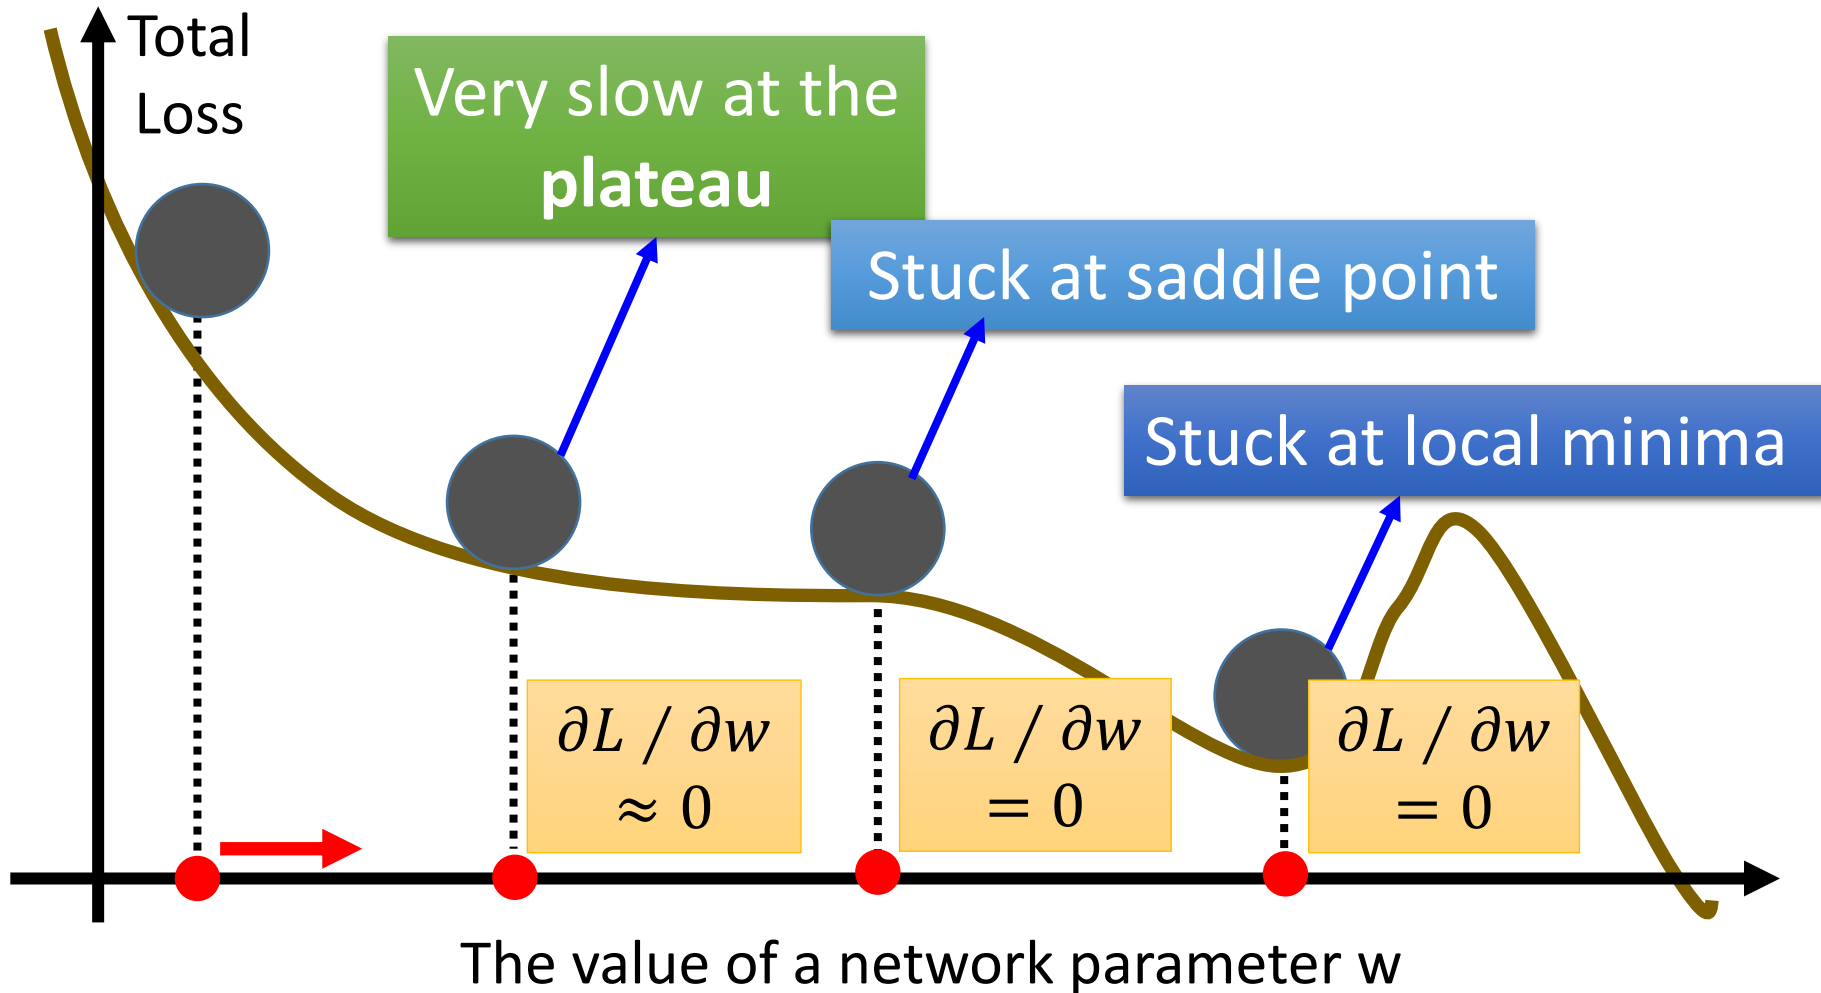 Total
Loss
Very slow at the
plateau
Stuck at saddle point
Stuck at local minima
∂L / ∂w
≈ 0
∂L / ∂w
= 0
∂L / ∂w
= 0
The value of a network parameter w